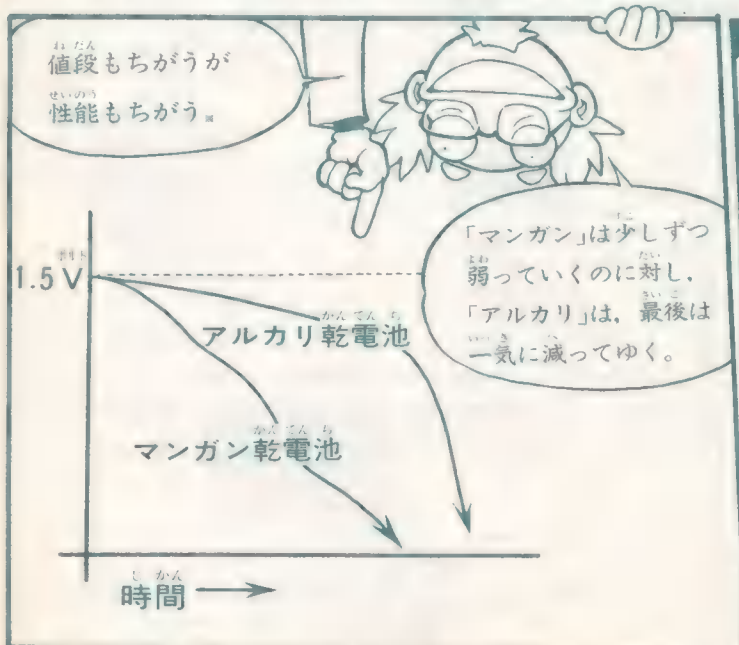 値段もちがうが
性能もちがう。
「マンガン」は少しずつ
弱っていくのに対し、
「アルカリ」は、最後は
一気に減ってゆく。
1.5V
アルカリ乾電池
マンガン乾電池
時間→